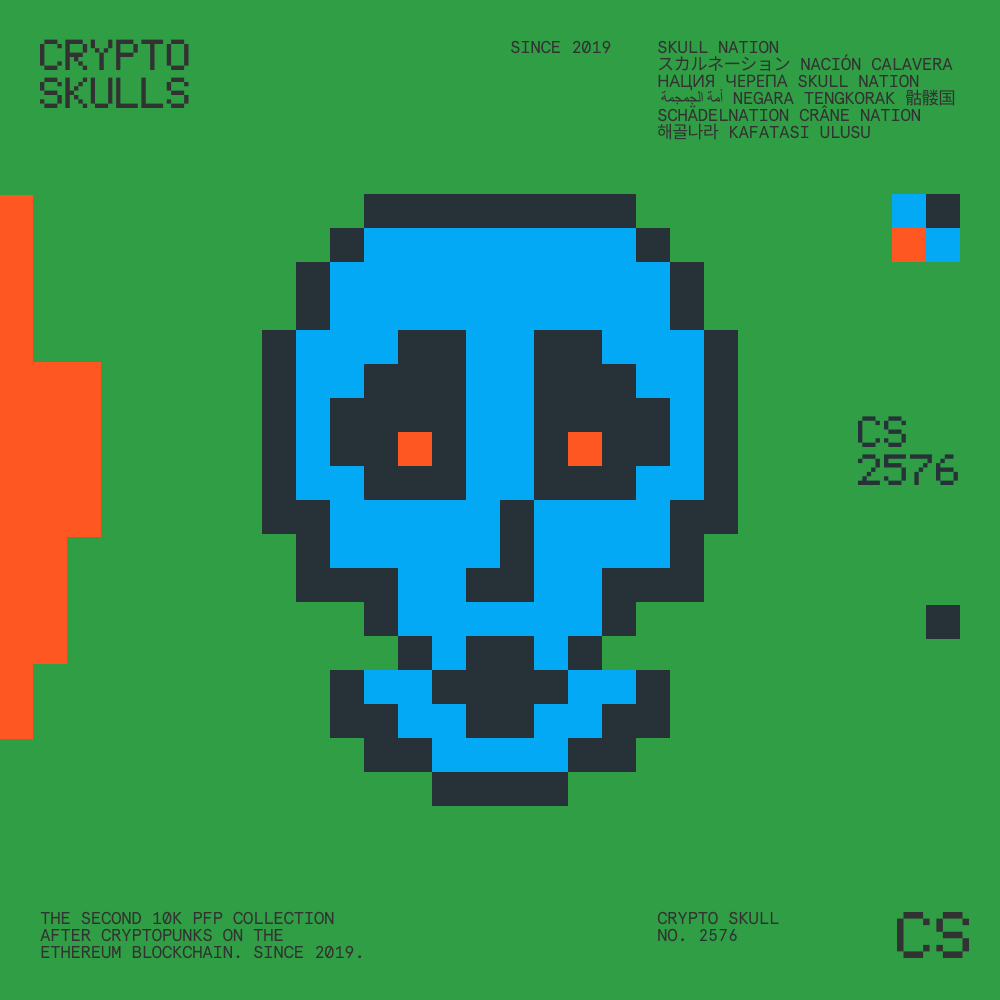 CRYPTO
SKULLS
SINCE 2019
SKULL NATION
スカルネーション NACIÓN CALAVERA
НАЦИЯ ЧЕРЕПА SKULL NATION
أمة الجمجمة NEGARA TENGKORAK 骷髅国
SCHÄDELNATION CRÂNE NATION
해골나라 KAFATASI ULUSU
CS
2576
THE SECOND 10K PFP COLLECTION
AFTER CRYPTOPUNKS ON THE
ETHEREUM BLOCKCHAIN. SINCE 2019.
CRYPTO SKULL
NO. 2576
CS